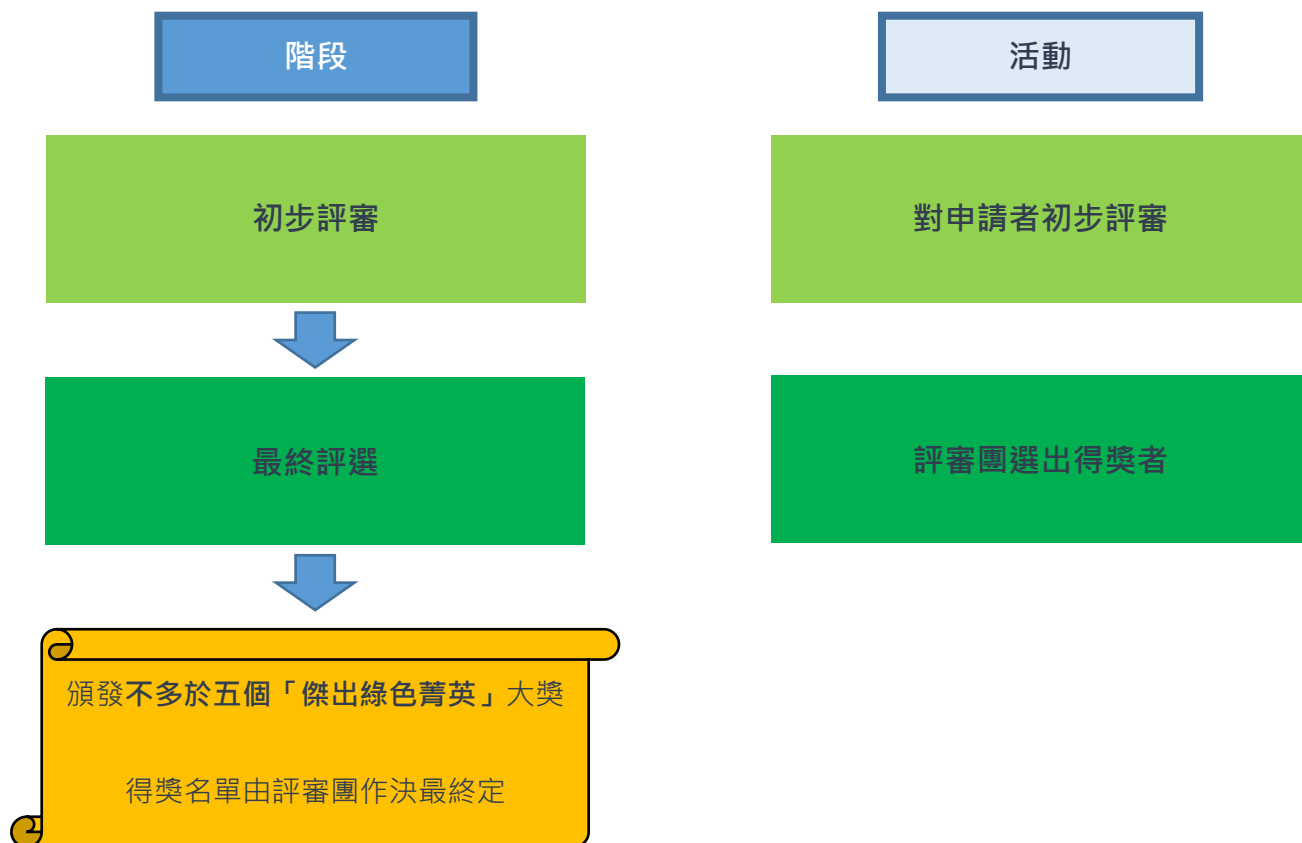 階段
活動
初步評審
對申請者初步評審
最終評選
評審團選出得獎者
頒發不多於五個「傑出綠色菁英」大獎
得獎名單由評審團作決最終定